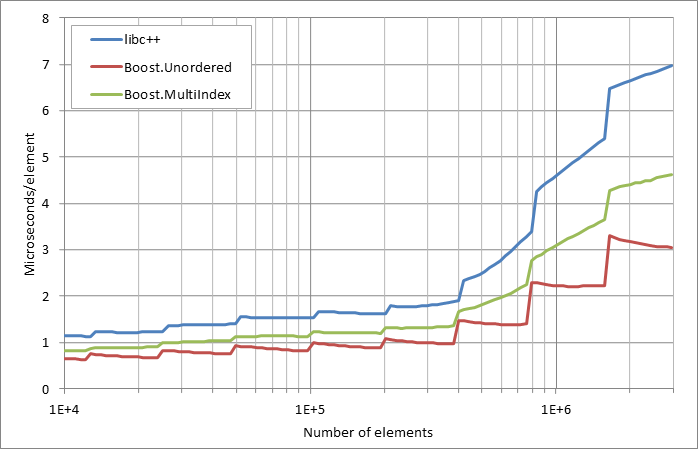 8
7
6
5
4
3
2
1
0
Microseconds/element
libc++
Boost.Unordered
Boost.MultiIndex
1E+4
1E+5
1E+6
Number of elements